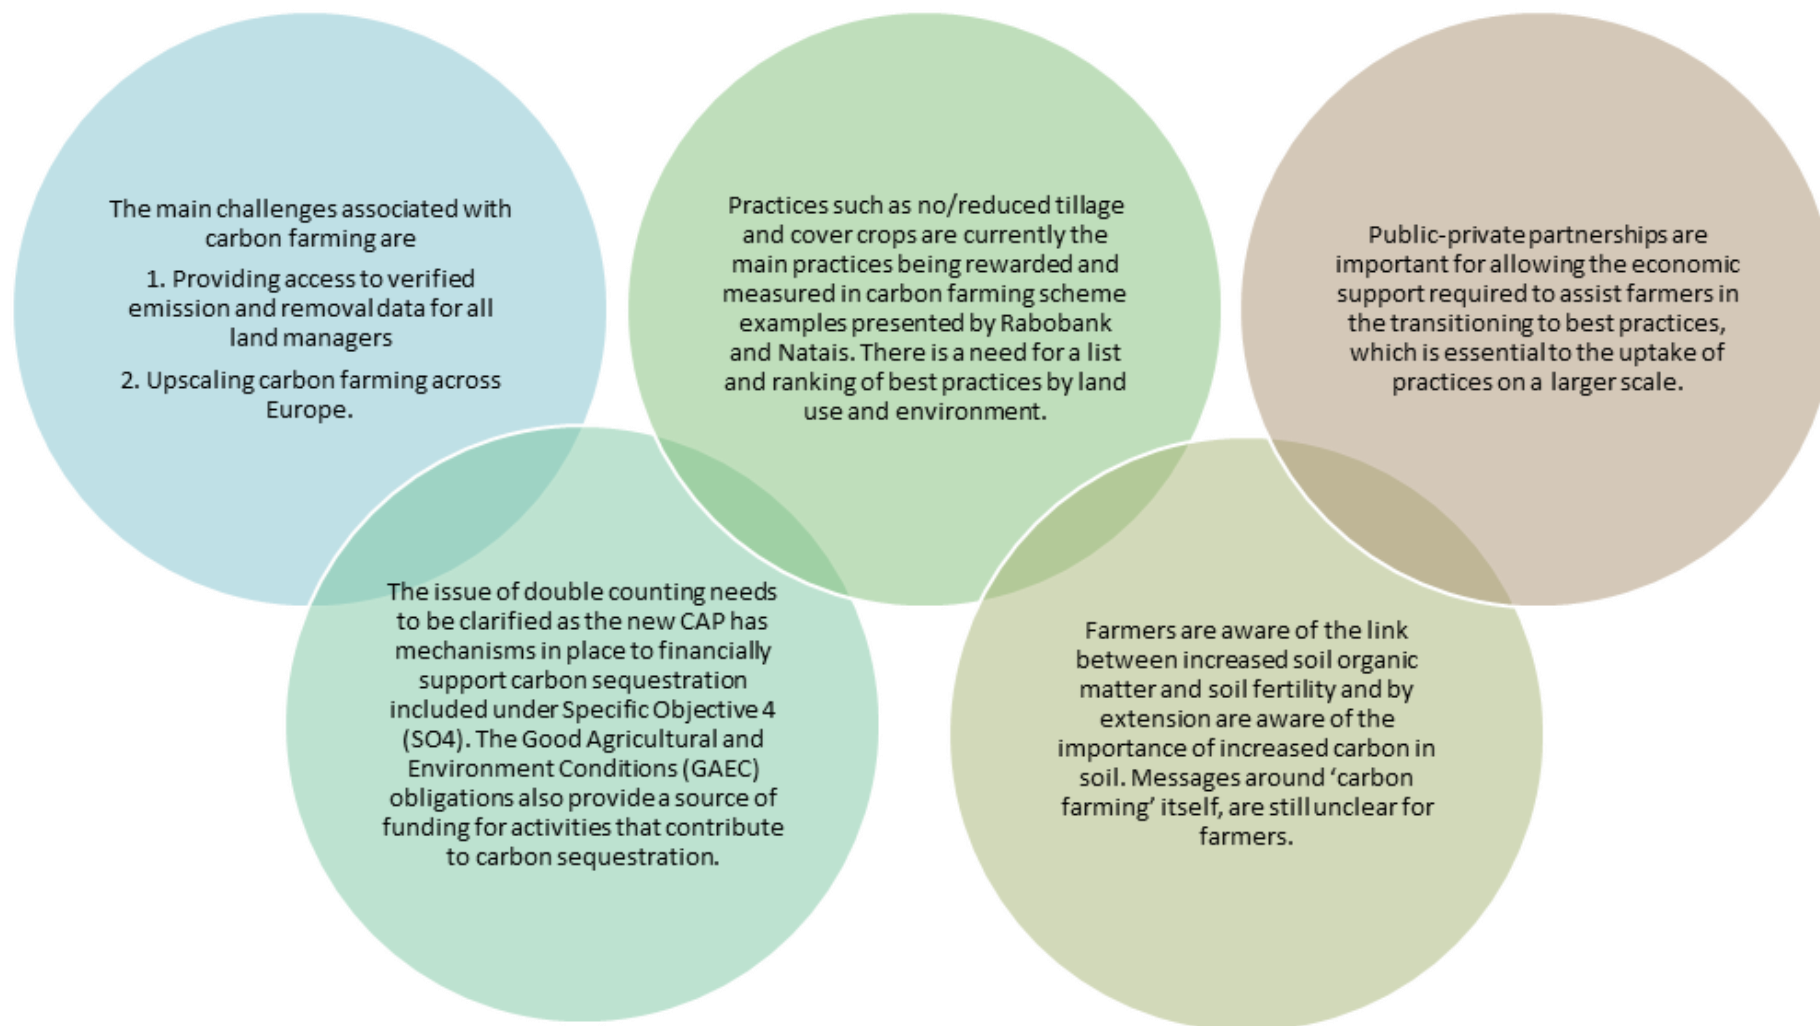 The main challenges associated with
carbon farming are
1. Providing access to verified
emission and removal data for all
land managers
2. Upscaling carbon farming across
Europe.
The issue of double counting needs
to be clarified as the new CAP has
mechanisms in place to financially
support carbon sequestration
included under Specific Objective 4
(SO4). The Good Agricultural and
Environment Conditions (GAEC)
obligations also provide a source of
funding for activities that contribute
to carbon sequestration.
Practices such as no/reduced tillage
and cover crops are currently the
main practices being rewarded and
measured in carbon farming scheme
examples presented by Rabobank
and Natais. There is a need for a list
and ranking of best practices by land
use and environment.
Farmers are aware of the link
between increased soil organic
matter and soil fertility and by
extension are aware of the
importance of increased carbon in
soil. Messages around ‘carbon
farming’ itself, are still unclear for
farmers.
Public-private partnerships are
important for allowing the economic
support required to assist farmers in
the transitioning to best practices,
which is essential to the uptake of
practices on a larger scale.